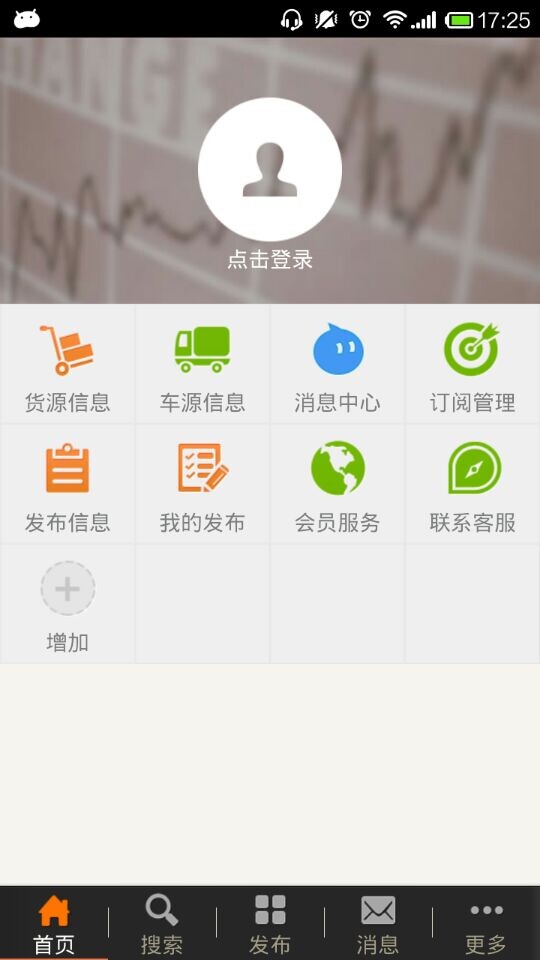 17:25
HANGE
点击登录
货源信息 车源信息 消息中心 订阅管理
发布信息 我的发布 会员服务 联系客服
增加
首页 搜索 发布 消息 更多